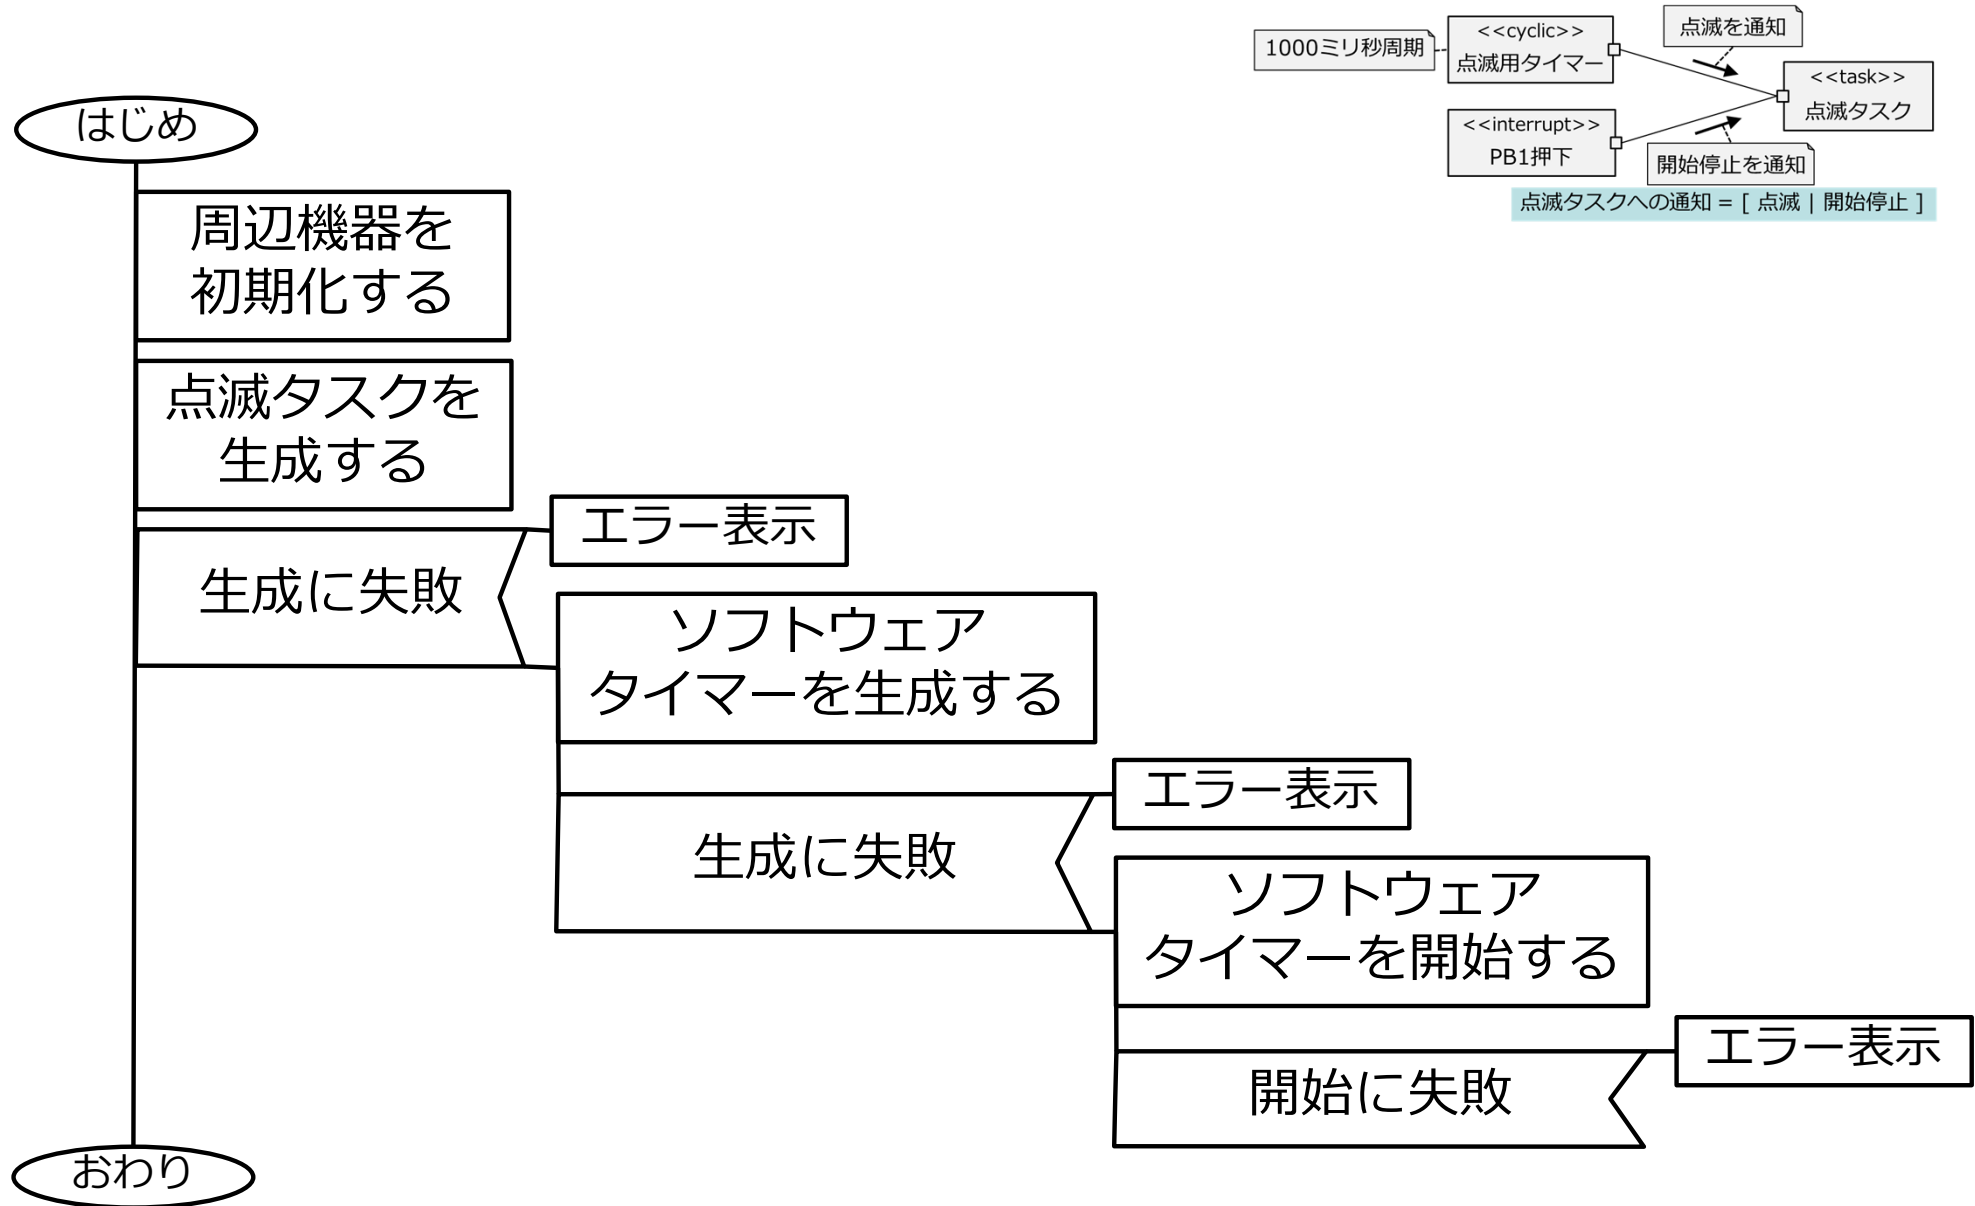 1000ミリ秒周期
<<cyclic>>
点滅用タイマー
点滅を通知
<<task>>
点滅タスク
<<interrupt>>
PB1押下
開始停止を通知
点滅タスクへの通知 = [ 点滅 | 開始停止 ]
はじめ
周辺機器を
初期化する
点滅タスクを
生成する
生成に失敗
エラー表示
ソフトウェア
タイマーを生成する
生成に失敗
エラー表示
ソフトウェア
タイマーを開始する
開始に失敗
エラー表示
おわり